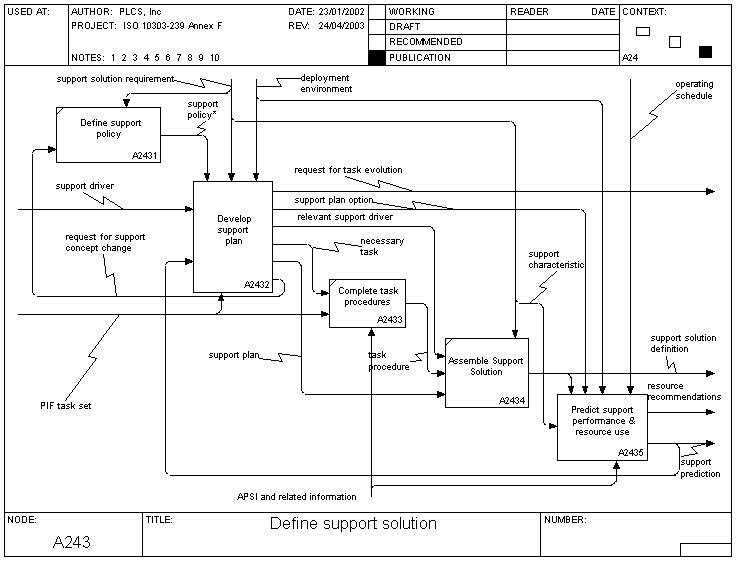 USED AT:
AUTHOR: PLCS, Inc
DATE: 23/01/2002
PROJECT: ISO 10303-239 Annex F
REV: 24/04/2003
NOTES: 1 2 3 4 5 6 7 8 9 10
WORKING
DRAFT
RECOMMENDED
PUBLICATION
READER
DATE
CONTEXT:
A24
support solution requirement
deployment
environment
operating
schedule
support
policy*
Define support
policy
A2431
request for task evolution
support driver
support plan option
relevant support driver
Develop
support
plan
A2432
request for support
concept change
necessary
task
support
characteristic
Complete task
procedures
A2433
support plan
task
procedure
Assemble Support
Solution
A2434
support solution
definition
resource
recommendations
PIF task set
Predict support
performance &
resource use
A2435
support
prediction
APSI and related information
NODE:
A243
TITLE:
Define support solution
NUMBER: